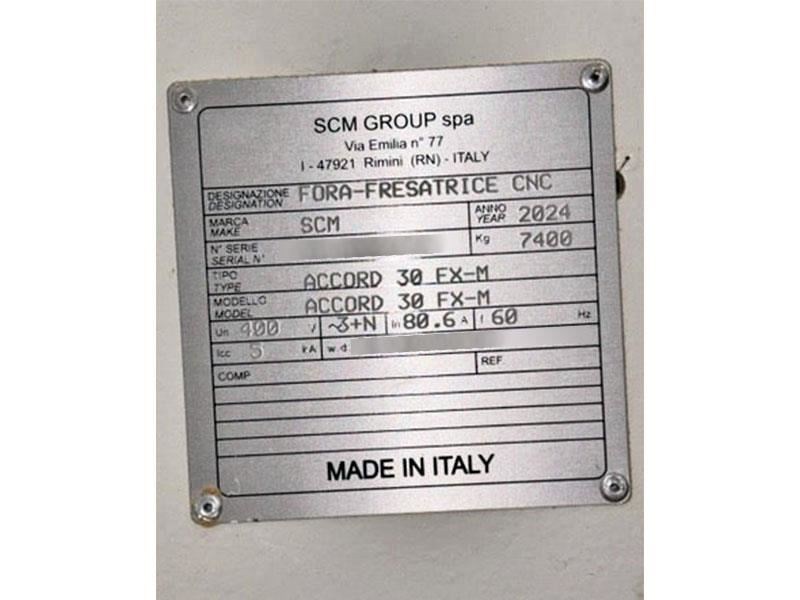 SCM GROUP spa
Via Emilia n° 77
I - 47921 Rimini (RN) - ITALY
DESIGNAZIONE
DESIGNATION FORA-FRESATRICE CNC
MARCA
MAKE SCM ANNO
YEAR 2024
N° SERIE
SERIAL N° Kg 7400
TIPO
TYPE ACCORD 30 FX-M
MODELLO
MODEL ACCORD 30 FX-M
Un 400 V ~3+N In 80.6 A f 60 Hz
Icc 5 kA w.d.
COMP REF.
MADE IN ITALY